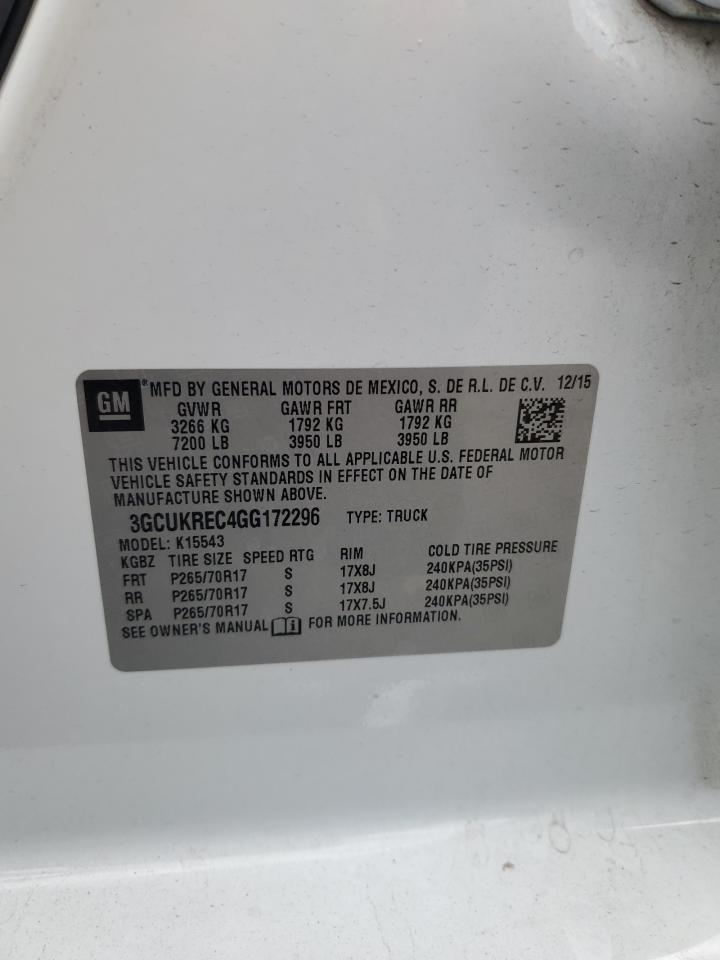 GM ® MFD BY GENERAL MOTORS DE MEXICO, S. DE R.L. DE C.V. 12/15
GVWR GAWR FRT GAWR RR
3266 KG 1792 KG 1792 KG
7200 LB 3950 LB 3950 LB
THIS VEHICLE CONFORMS TO ALL APPLICABLE U.S. FEDERAL MOTOR
VEHICLE SAFETY STANDARDS IN EFFECT ON THE DATE OF
MANUFACTURE SHOWN ABOVE.
3GCUKREC4GG172296 TYPE: TRUCK
MODEL: K15543
KGBZ TIRE SIZE SPEED RTG RIM COLD TIRE PRESSURE
FRT P265/70R17 S 17X8J 240KPA(35PSI)
RR P265/70R17 S 17X8J 240KPA(35PSI)
SPA P265/70R17 S 17X7.5J 240KPA(35PSI)
SEE OWNER'S MANUAL i FOR MORE INFORMATION.